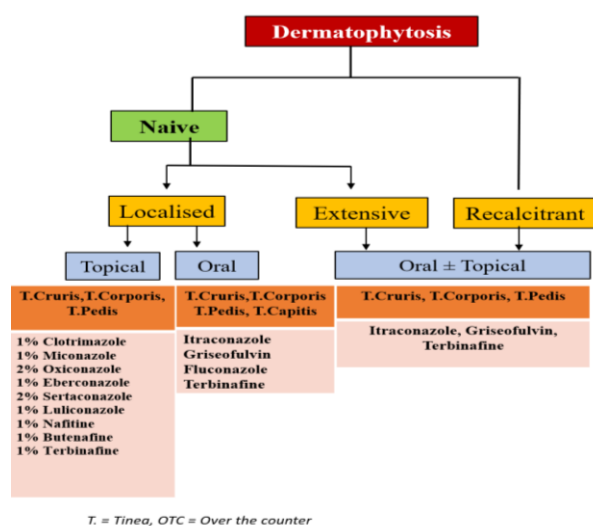 Dermatophytosis
Naive
Localised
Extensive
Recalcitrant
Topical
Oral
Oral ± Topical
T.Cruris,T.Corporis,
T.Pedis
T.Cruris,T.Corporis
T.Pedis, T.Capitis
T.Cruris, T.Corporis, T.Pedis
1% Clotrimazole
1% Miconazole
2% Oxiconazole
1% Eberconazole
2% Sertaconazole
1% Luliconazole
1% Nafitine
1% Butenafine
1% Terbinafine
Itraconazole
Griseofulvin
Fluconazole
Terbinafine
Itraconazole, Griseofulvin,
Terbinafine
T. = Tinea, OTC = Over the counter